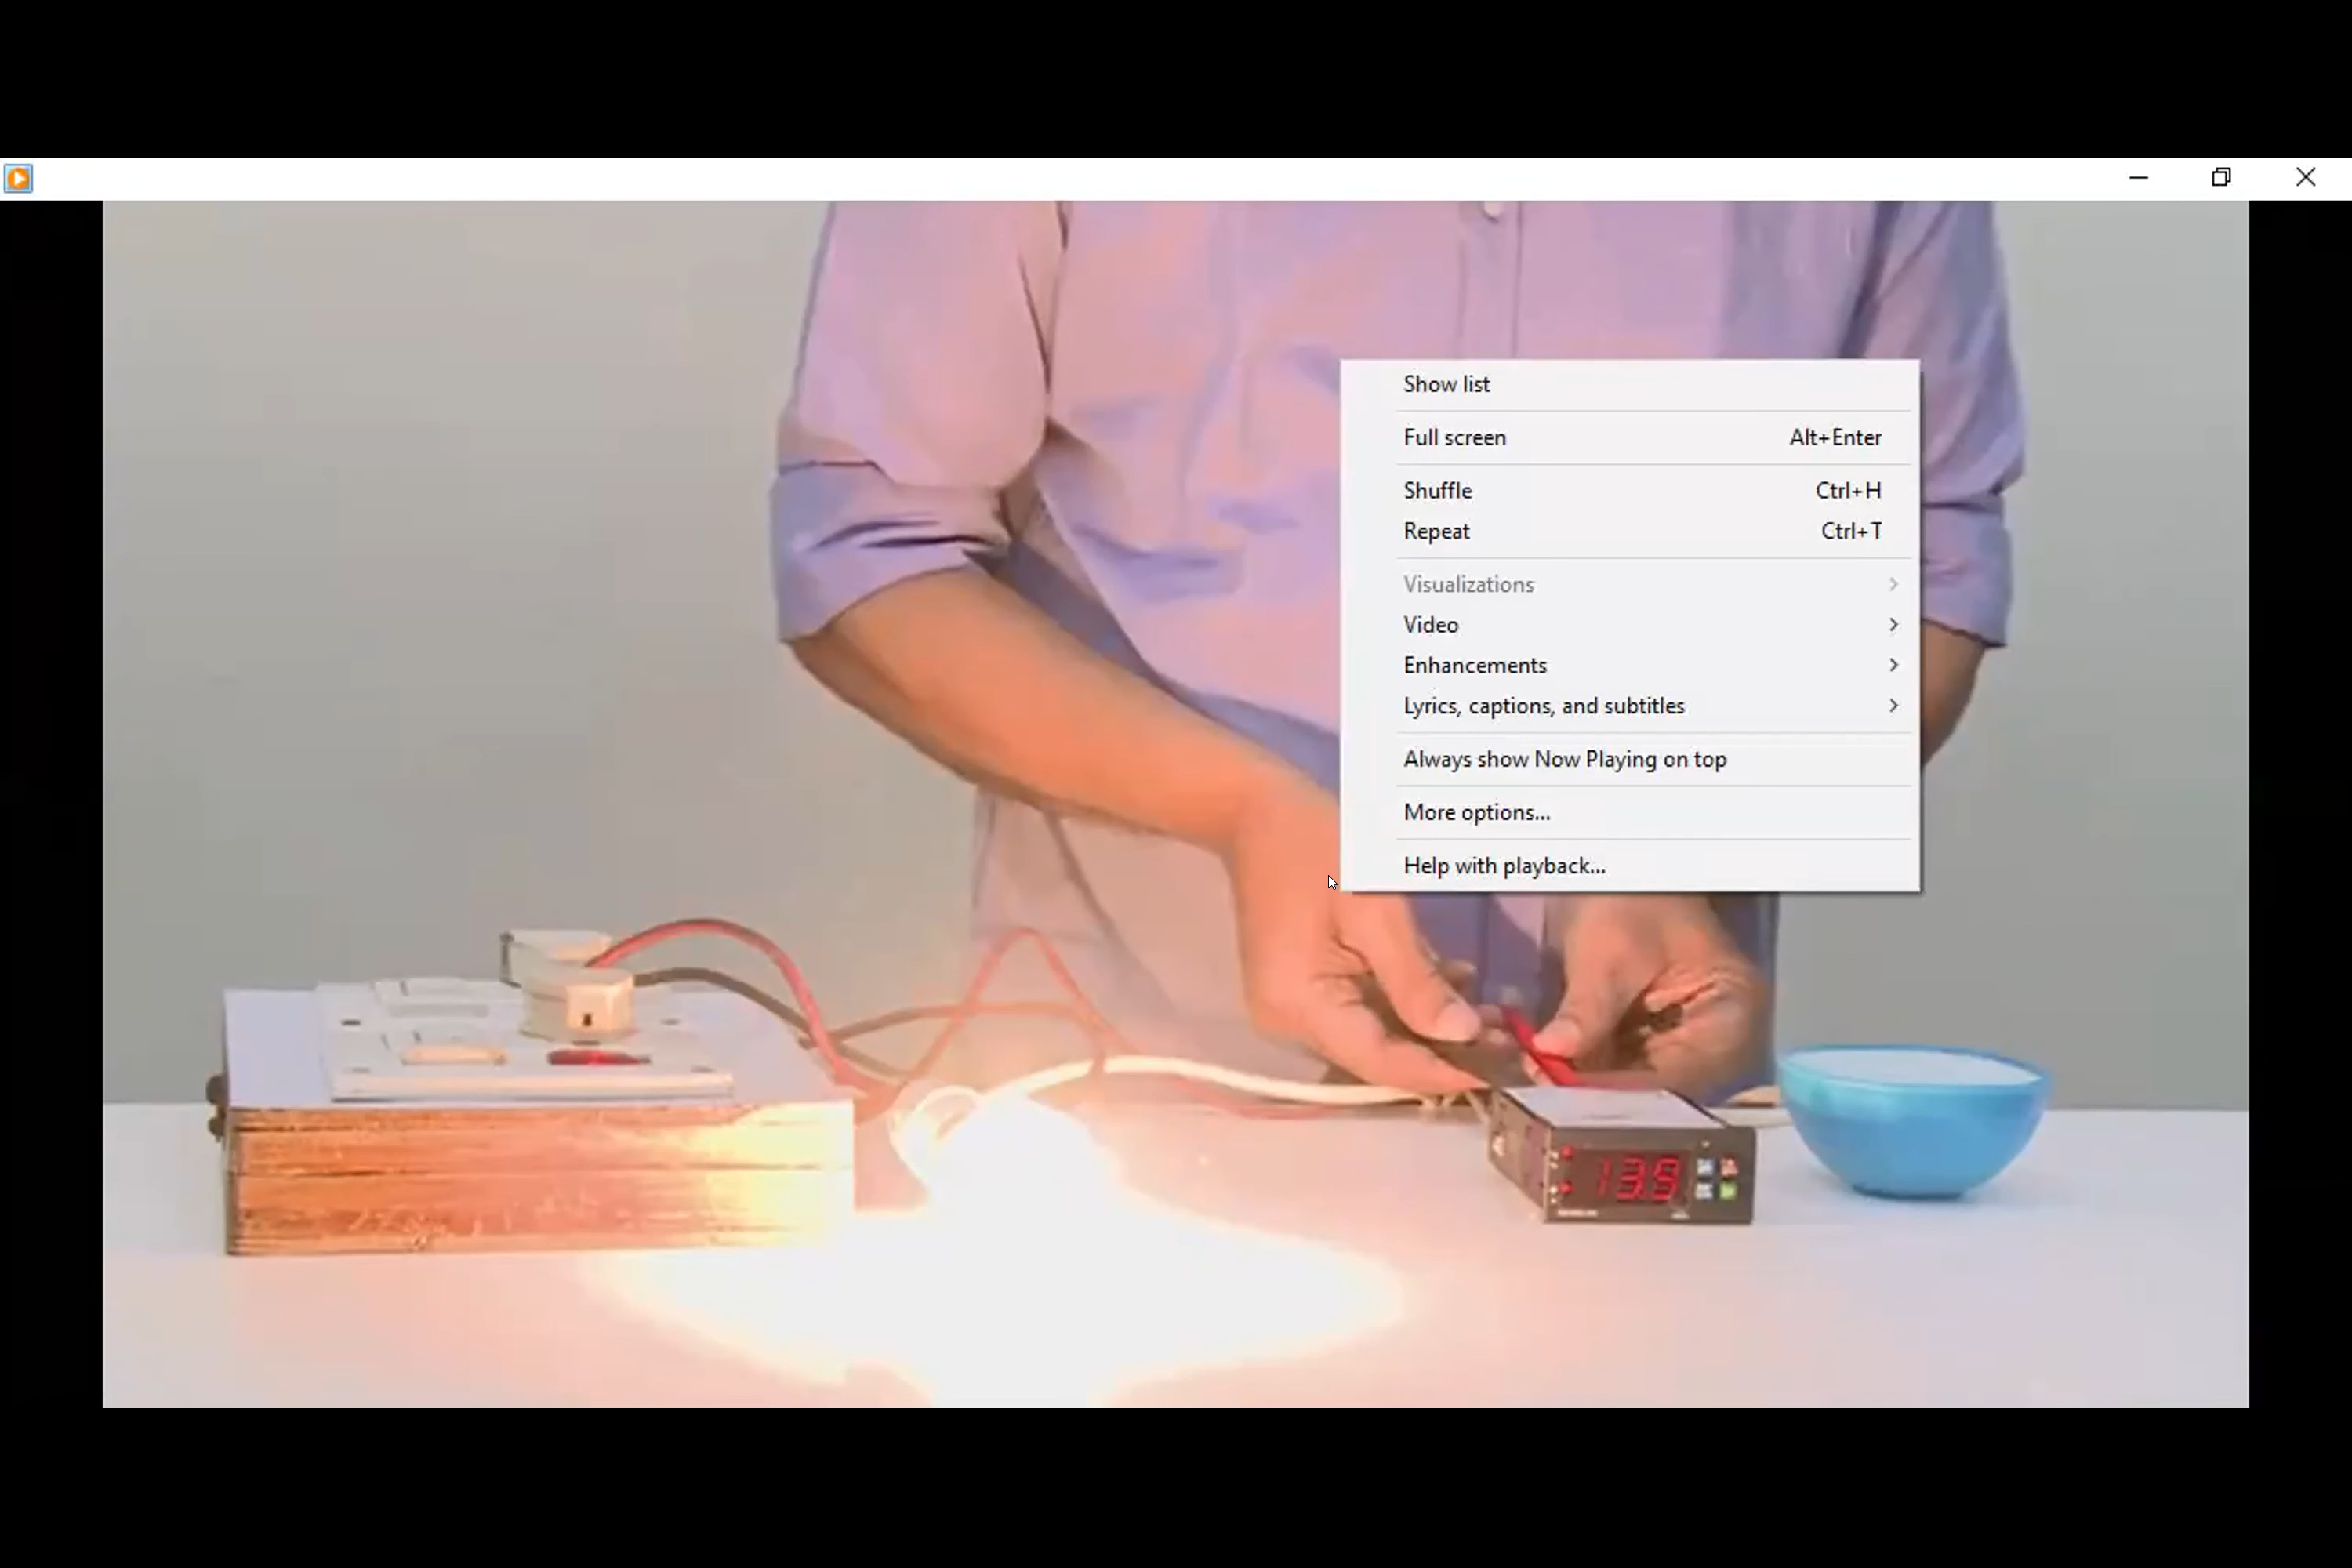 Show list
Full screen Alt+Enter
Shuffle Ctrl+H
Repeat Ctrl+T
Visualizations
Video
Enhancements
Lyrics, captions, and subtitles
Always show Now Playing on top
More options...
Help with playback...
13.9